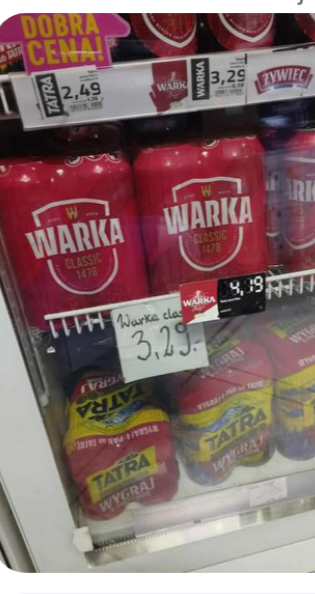 DOBRA
CENA!
TATRA
2,49
WARKA
WARKA
3,29
ŻYWIEC
WARKA
CLASSIC
1478
WARKA
CLASSIC
1478
WARKA
4,19
Warka clas
3,29.-
WYGRAJ
TATRA
TATRA
WYGRAJ
TATRA
WYGRAJ